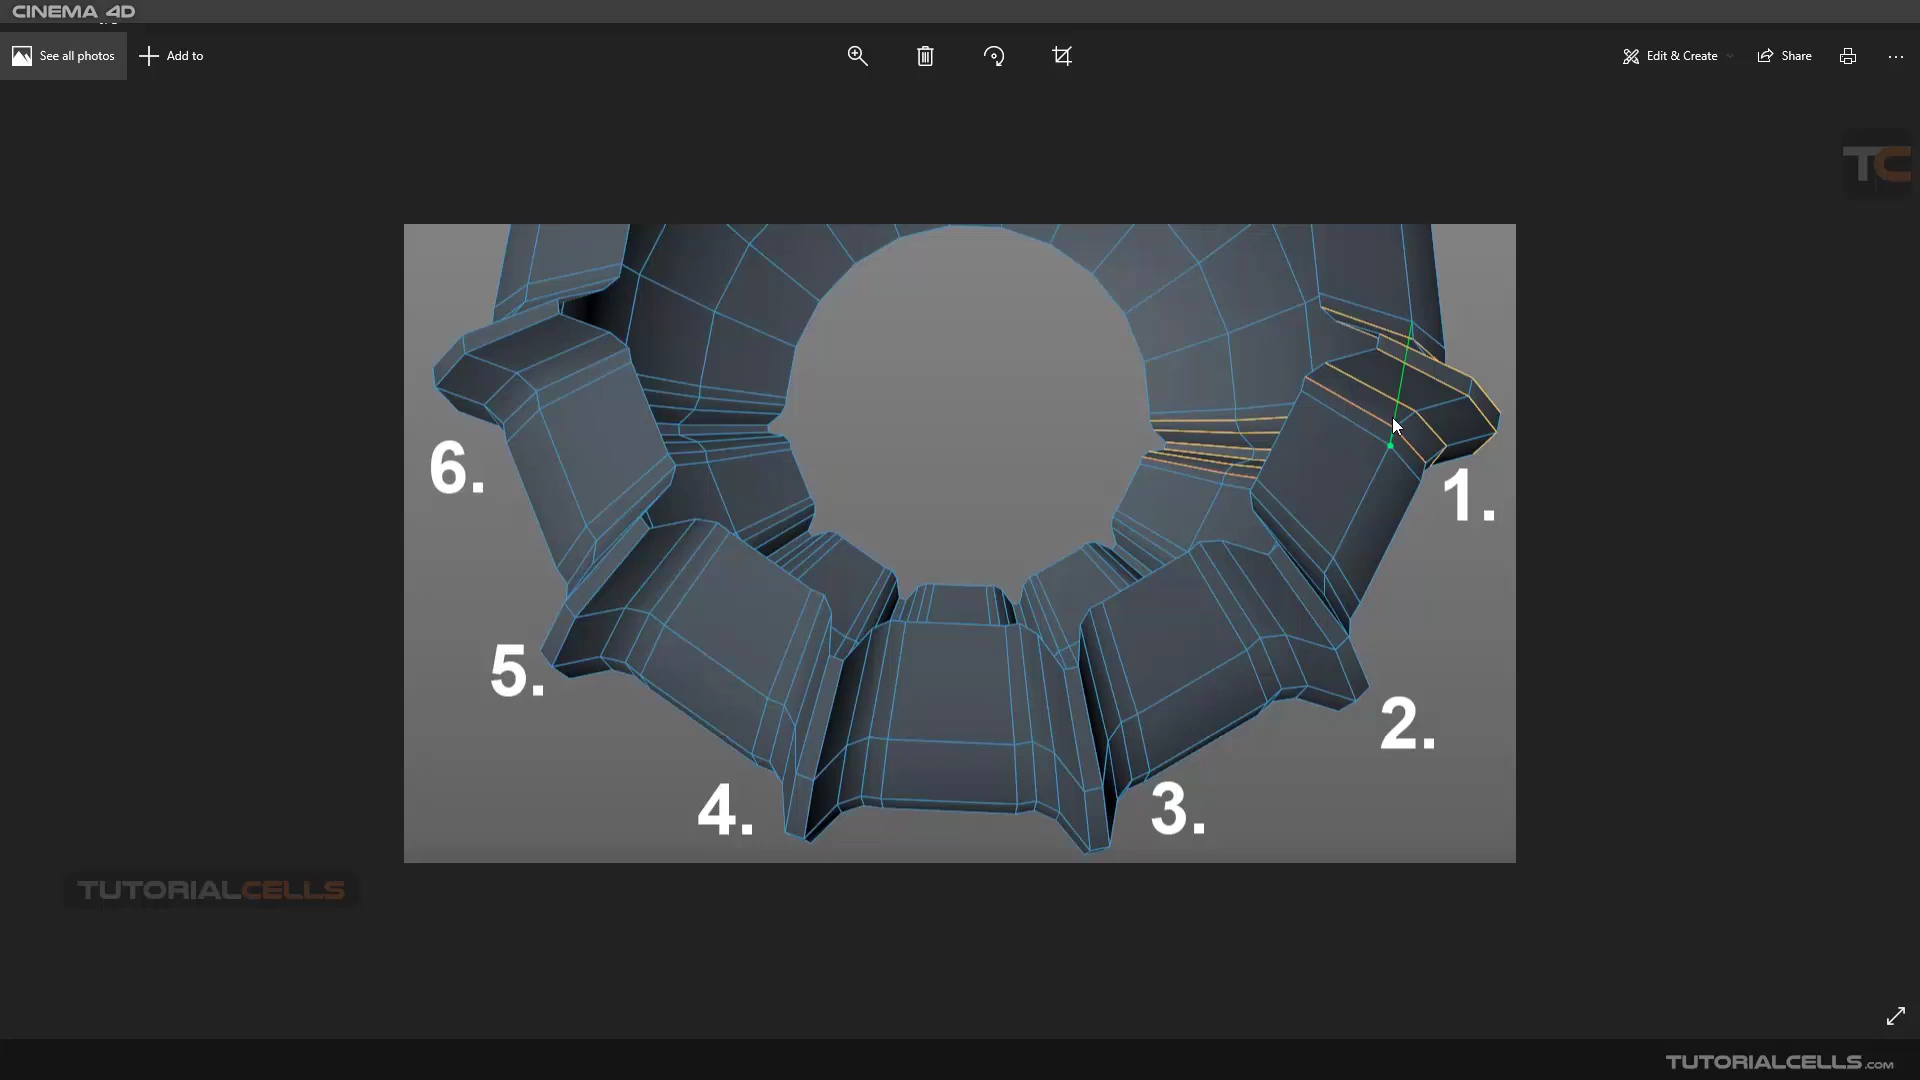 CINEMA 4D
See all photos
Add to
Edit & Create
Share
TC
6.
1.
5.
2.
4.
3.
TUTORIALCELLS
TUTORIALCELLS.COM